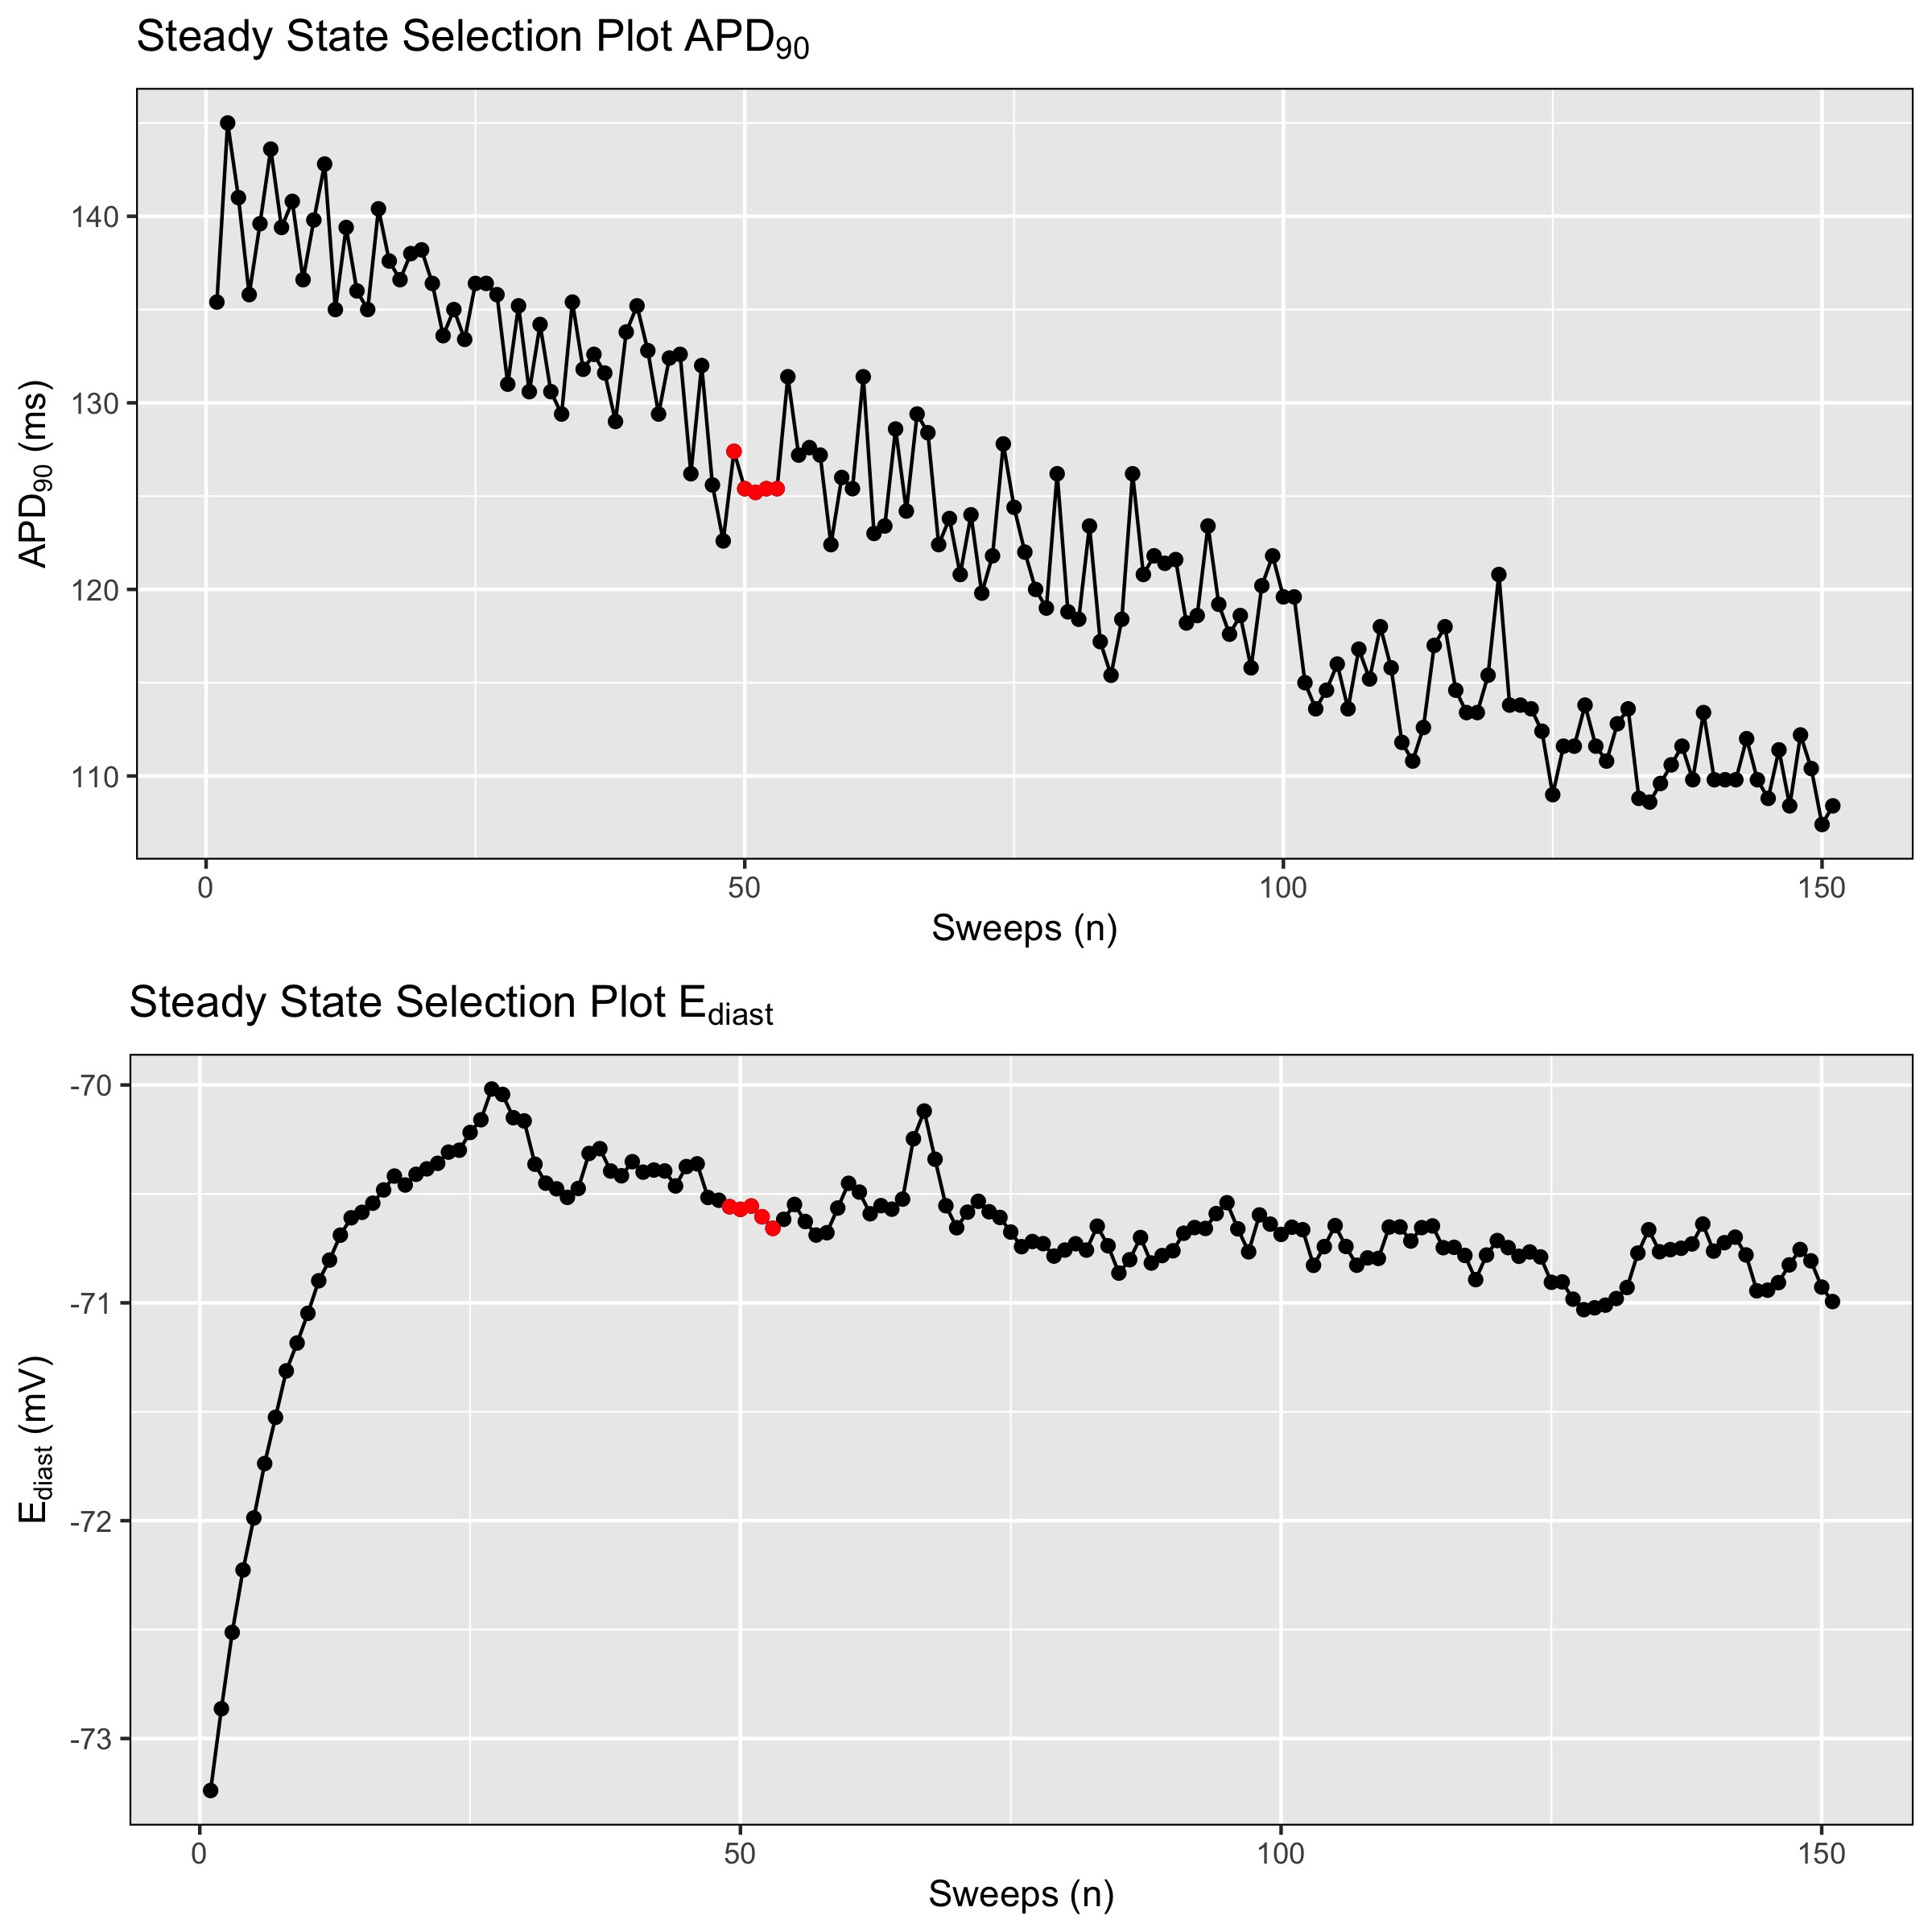 Steady State Selection Plot APD90
APD90 (ms)
140
130
120
110
0 50 100 150
Sweeps (n)
Steady State Selection Plot Ediast
Ediast (mV)
-70
-71
-72
-73
0 50 100 150
Sweeps (n)